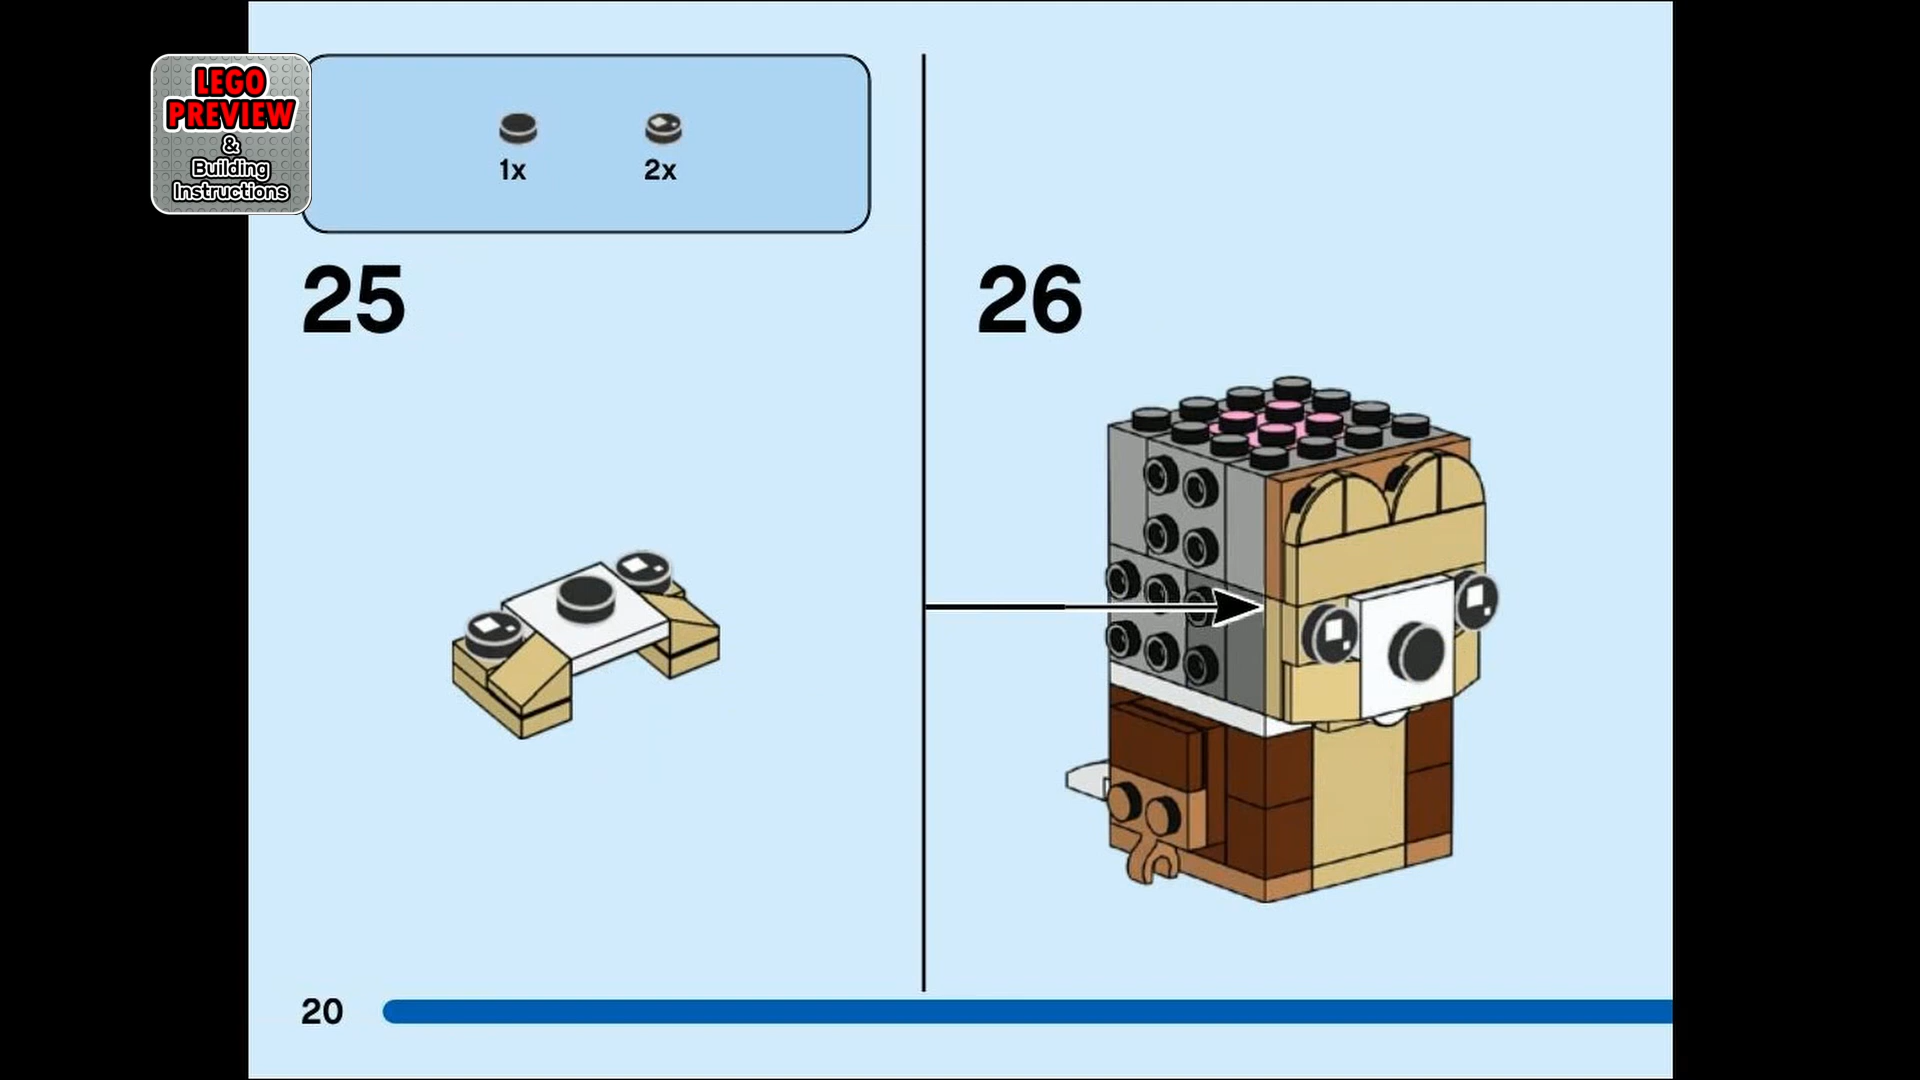 LEGO
PREVIEW
&
Building
Instructions
1x 2x
25
26
20